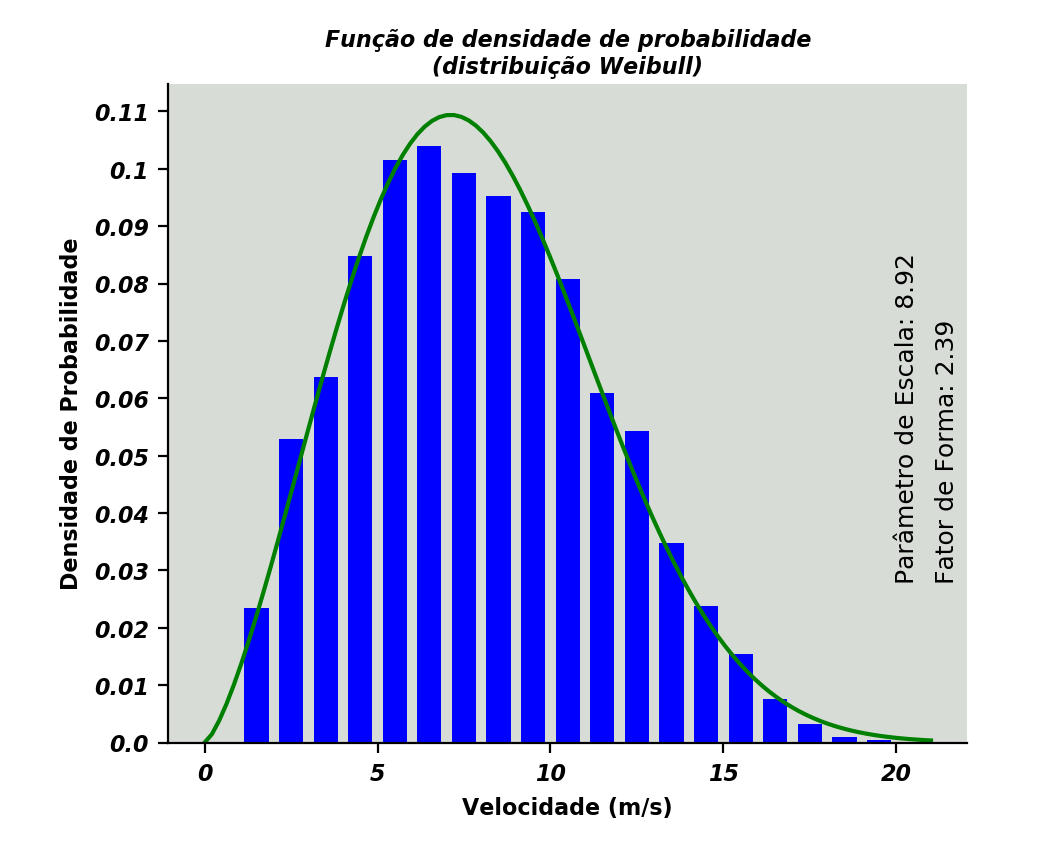 Função de densidade de probabilidade
(distribuição Weibull)
0.11
0.1
0.09
0.08
0.07
0.06
0.05
0.04
0.03
0.02
0.01
0.0
Densidade de Probabilidade
Parâmetro de Escala: 8.92
Fator de Forma: 2.39
0
5
10
15
20
Velocidade (m/s)